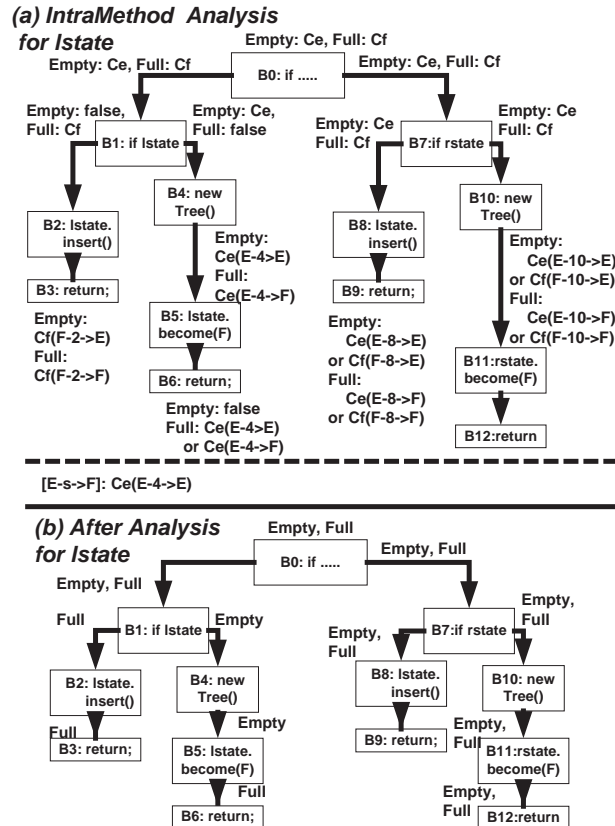 (a) IntraMethod Analysis
for lstate
Empty: Ce, Full: Cf
Empty: Ce, Full: Cf
B0: if .....
Empty: Ce, Full: Cf
Empty: false,
Full: Cf
Empty: Ce,
Full: false
B1: if lstate
B2: lstate.
insert()
B3: return;
Empty:
Cf(F-2->E)
Full:
Cf(F-2->F)
B4: new
Tree()
Empty:
Ce(E-4>E)
Full:
Ce(E-4->F)
B5: lstate.
become(F)
B6: return;
Empty: false
Full: Ce(E-4>E)
or Ce(E-4->F)
Empty: Ce
Full: Cf
B7:if rstate
Empty: Ce
Full: Cf
B8: lstate.
insert()
B9: return;
Empty:
Ce(E-8->E)
or Cf(F-8->E)
Full:
Ce(E-8->F)
or Cf(F-8->F)
B10: new
Tree()
Empty:
Ce(E-10->E)
or Cf(F-10->E)
Full:
Ce(E-10->F)
or Cf(F-10->F)
B11:rstate.
become(F)
B12:return
[E-s->F]: Ce(E-4->E)
(b) After Analysis
for lstate
Empty, Full
B0: if .....
Empty, Full
Empty, Full
Full
B1: if lstate
Empty
B2: lstate.
insert()
Full
B3: return;
B4: new
Tree()
Empty
B5: lstate.
become(F)
Full
B6: return;
Empty,
Full
B7:if rstate
Empty,
Full
B8: lstate.
insert()
Empty,
Full
B9: return;
B10: new
Tree()
B11:rstate.
become(F)
Empty,
Full
B12:return